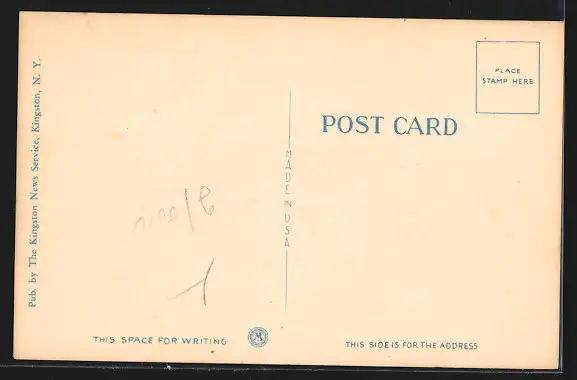 Pub. by The Kingston News Service, Kingston, N. Y.
PLACE
STAMP HERE
POST CARD
MADE IN USA
THIS SPACE FOR WRITING
M
THIS SIDE IS FOR THE ADDRESS